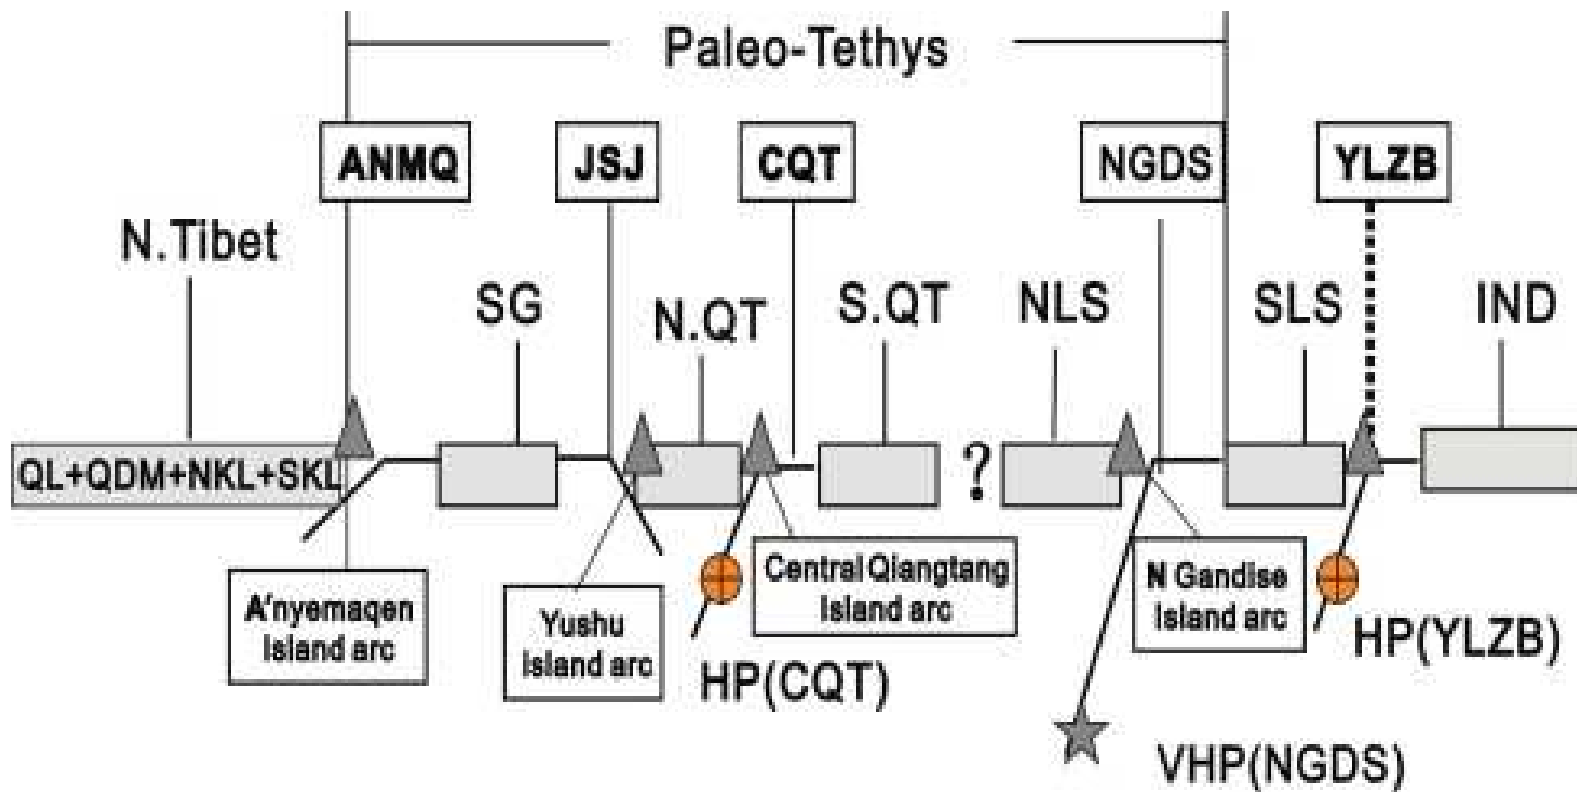 Paleo-Tethys
ANMQ
JSJ
CQT
NGDS
YLZB
N.Tibet
SG
N.QT
S.QT
NLS
SLS
IND
QL+QDM+NKL+SKL
?
A'nyemaqen
island arc
Yushu
island arc
Central Qiangtang
island arc
N Gandise
island arc
HP(CQT)
HP(YLZB)
VHP(NGDS)